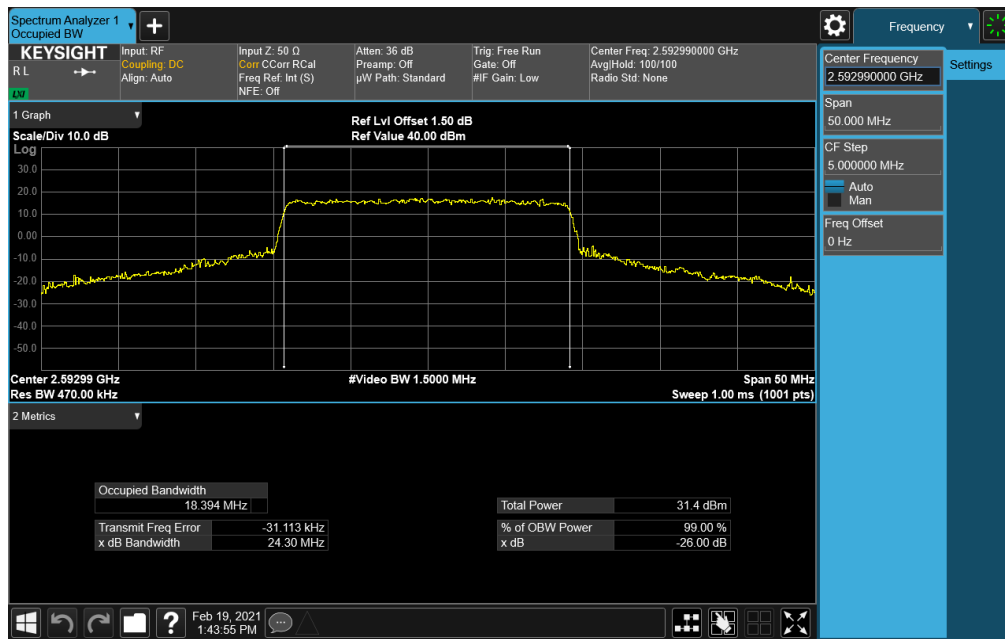 Spectrum Analyzer 1
Occupied BW
Frequency
KEYSIGHT
R L
LXI
Input: RF
Coupling: DC
Align: Auto
Input Z: 50 Ω
Corr CCorr RCal
Freq Ref: Int (S)
NFE: Off
Atten: 36 dB
Preamp: Off
µW Path: Standard
Trig: Free Run
Gate: Off
#IF Gain: Low
Center Freq: 2.592990000 GHz
Avg|Hold: 100/100
Radio Std: None
Center Frequency
2.592990000 GHz
Settings
Span
50.000 MHz
CF Step
5.000000 MHz
Auto
Man
Freq Offset
0 Hz
1 Graph
Scale/Div 10.0 dB
Ref Lvl Offset 1.50 dB
Ref Value 40.00 dBm
Log
30.0
20.0
10.0
0.00
-10.0
-20.0
-30.0
-40.0
-50.0
Center 2.59299 GHz
#Video BW 1.5000 MHz
Span 50 MHz
Res BW 470.00 kHz
Sweep 1.00 ms (1001 pts)
2 Metrics
Occupied Bandwidth
18.394 MHz
Total Power 31.4 dBm
Transmit Freq Error -31.113 kHz
% of OBW Power 99.00 %
x dB Bandwidth 24.30 MHz
x dB -26.00 dB
Feb 19, 2021
1:43:55 PM